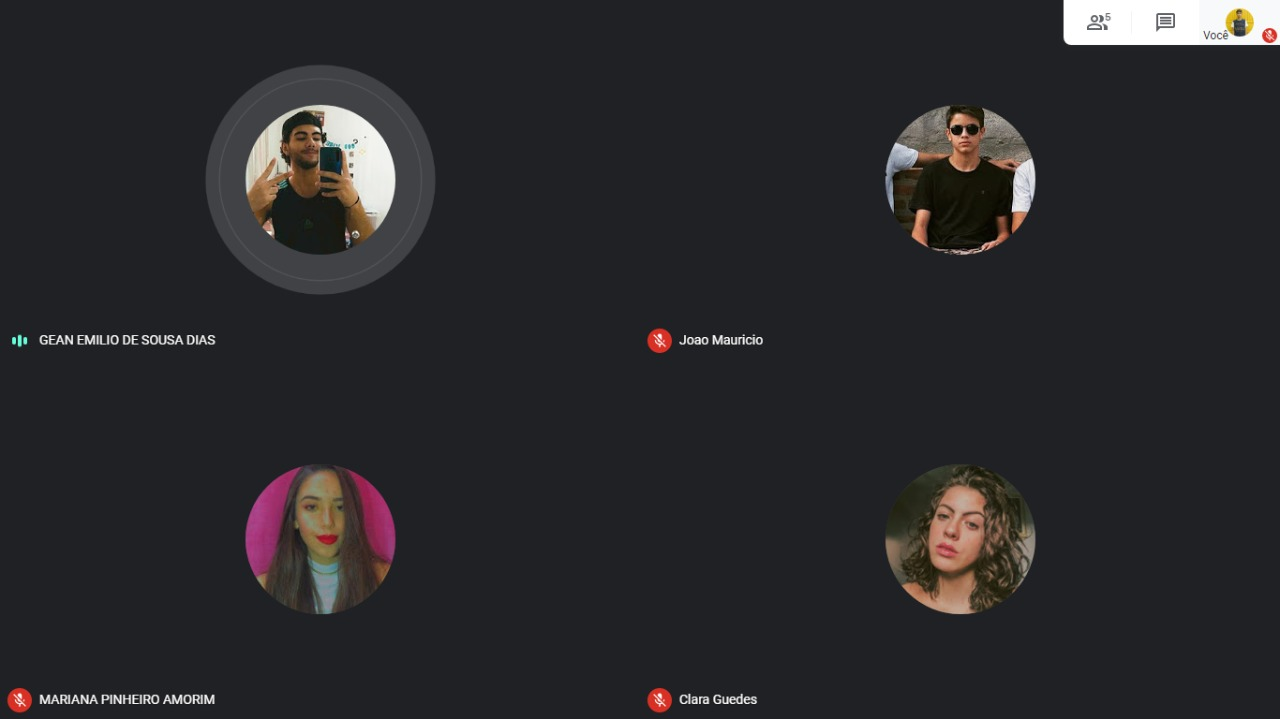 5
Você
GEAN EMILIO DE SOUSA DIAS
Joao Mauricio
MARIANA PINHEIRO AMORIM
Clara Guedes